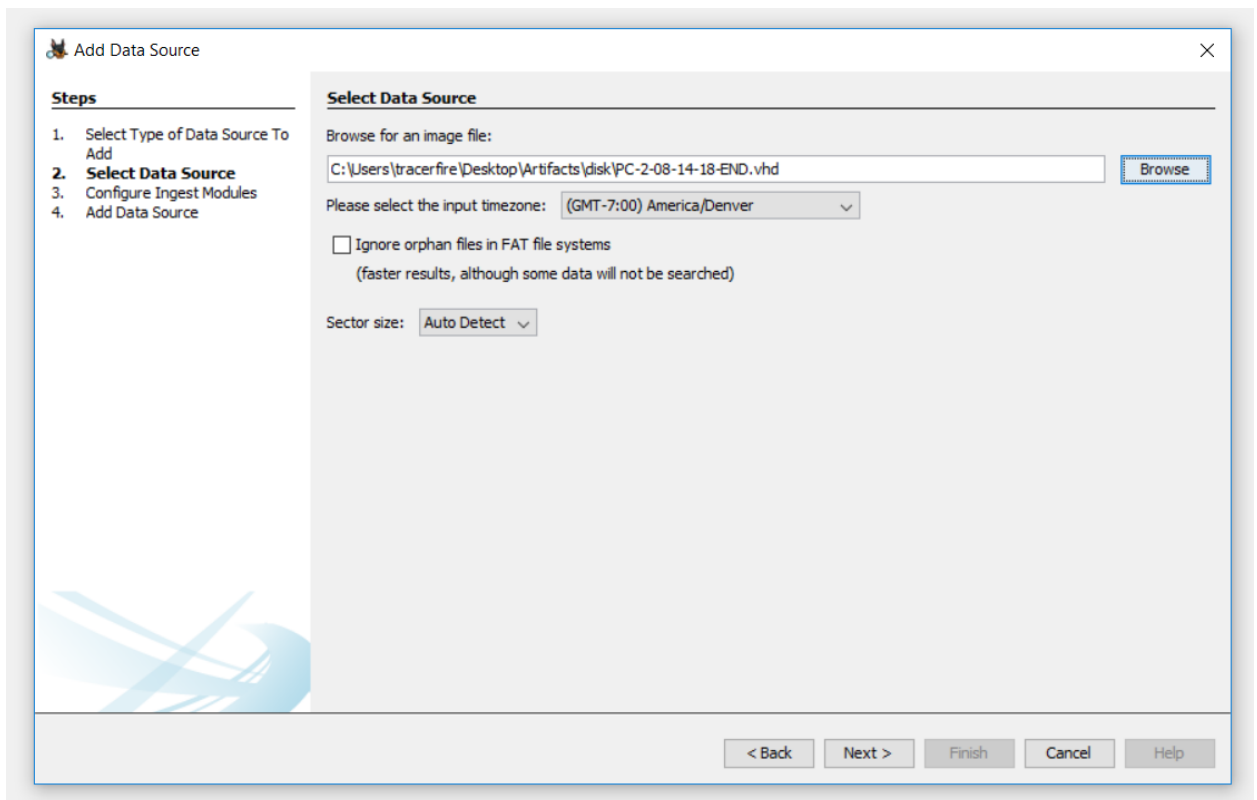 Add Data Source
Steps
1. Select Type of Data Source To
Add
2. Select Data Source
3. Configure Ingest Modules
4. Add Data Source
Select Data Source
Browse for an image file:
C:\Users\tracerfire\Desktop\Artifacts\disk\PC-2-08-14-18-END.vhd Browse
Please select the input timezone: (GMT-7:00) America/Denver
Ignore orphan files in FAT file systems
(faster results, although some data will not be searched)
Sector size: Auto Detect
< Back Next > Finish Cancel Help